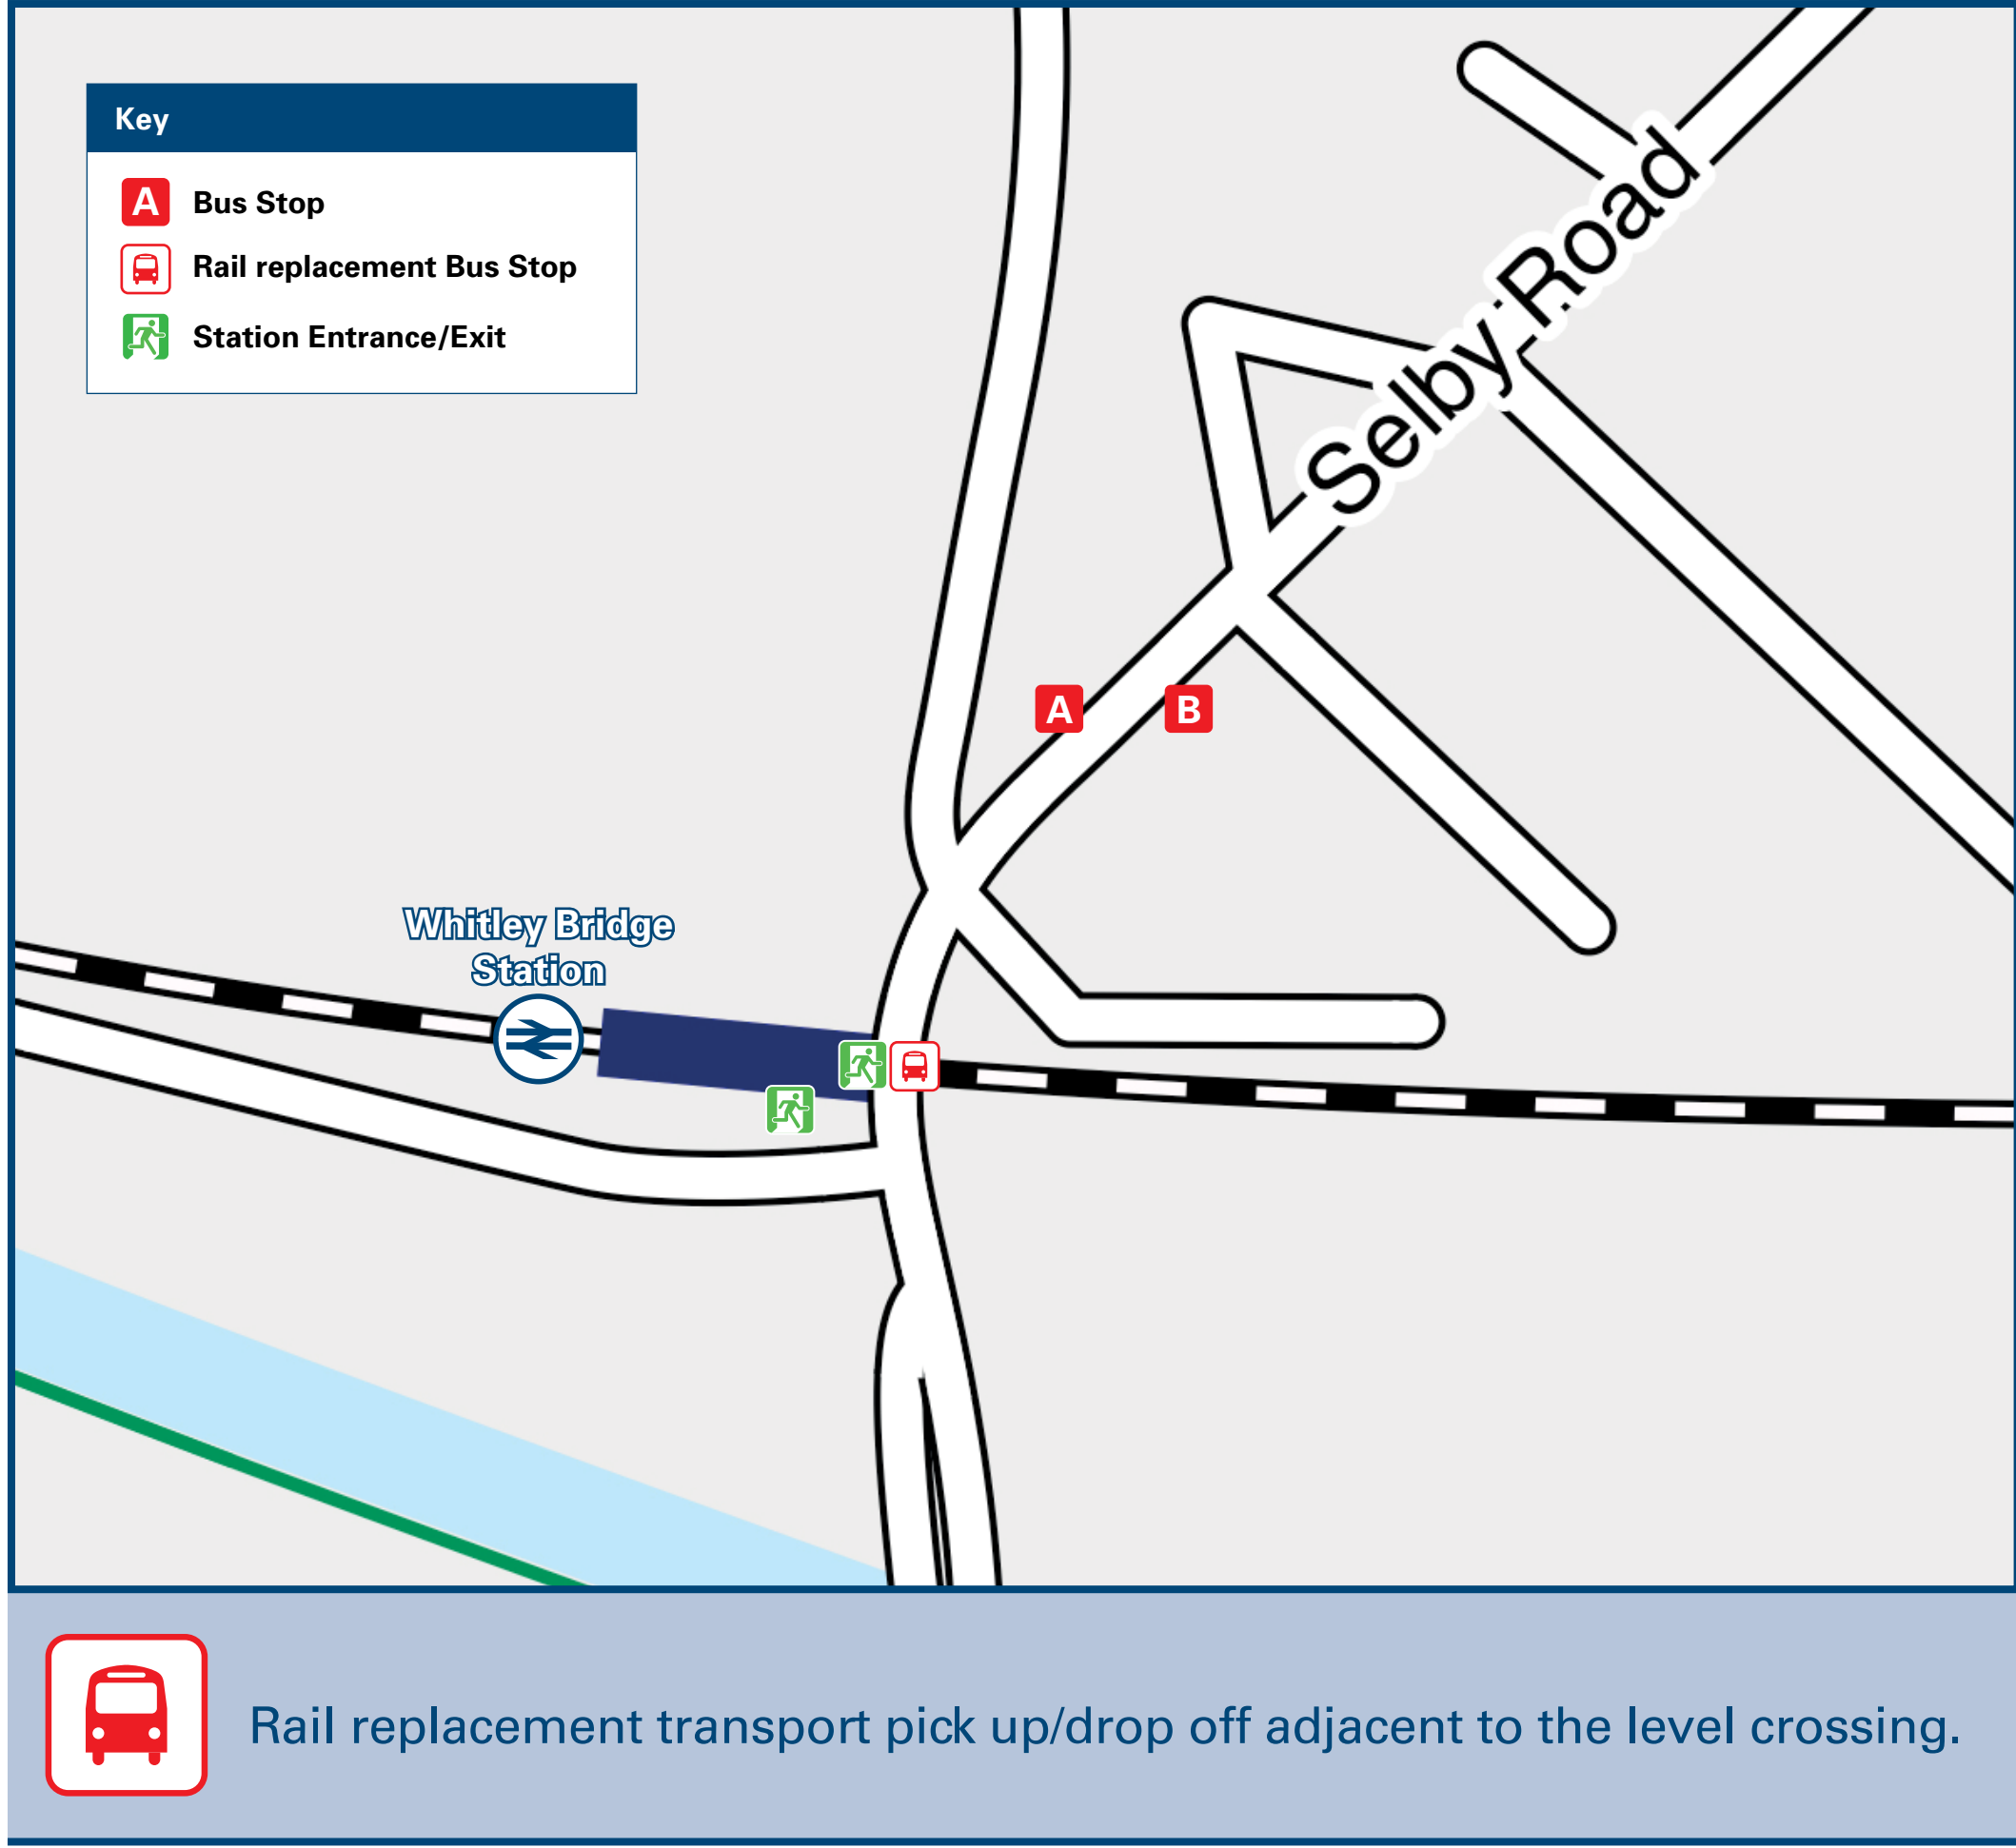 Key
A Bus Stop
Rail replacement Bus Stop
Station Entrance/Exit
Selby Road
A
B
Whitley Bridge
Station
Rail replacement transport pick up/drop off adjacent to the level crossing.